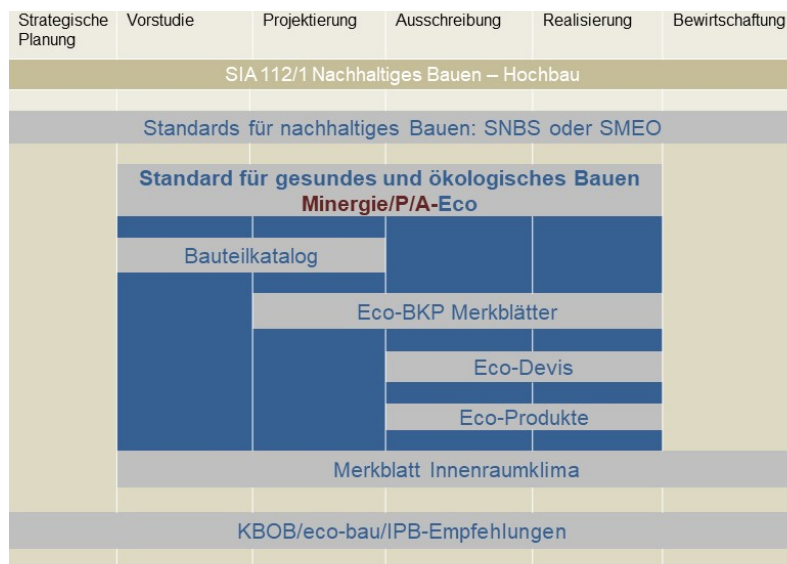 Strategische
Planung
Vorstudie
Projektierung
Ausschreibung
Realisierung
Bewirtschaftung
SIA 112/1 Nachhaltiges Bauen – Hochbau
Standards für nachhaltiges Bauen: SNBS oder SMEO
Standard für gesundes und ökologisches Bauen
Minergie/P/A-Eco
Bauteilkatalog
Eco-BKP Merkblätter
Eco-Devis
Eco-Produkte
Merkblatt Innenraumklima
KBOB/eco-bau/IPB-Empfehlungen